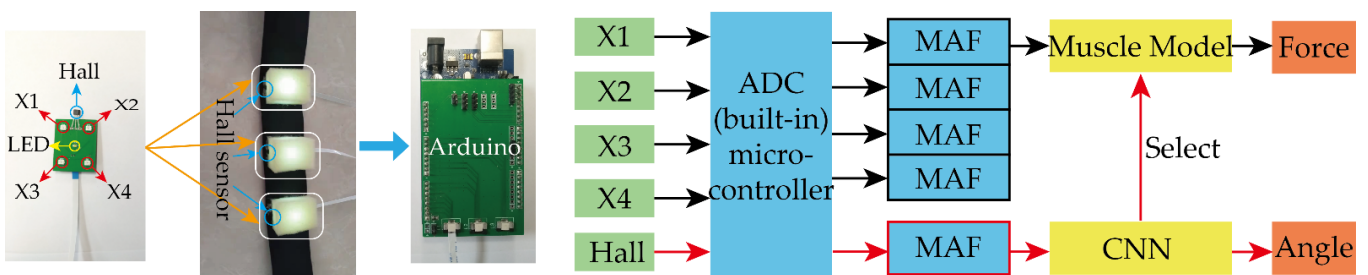 Hall
X1
X2
LED
X3
X4
Hall sensor
Arduino
X1
X2
X3
X4
Hall
ADC
(built-in)
micro-
controller
MAF
MAF
MAF
MAF
MAF
Muscle Model
Force
Select
CNN
Angle